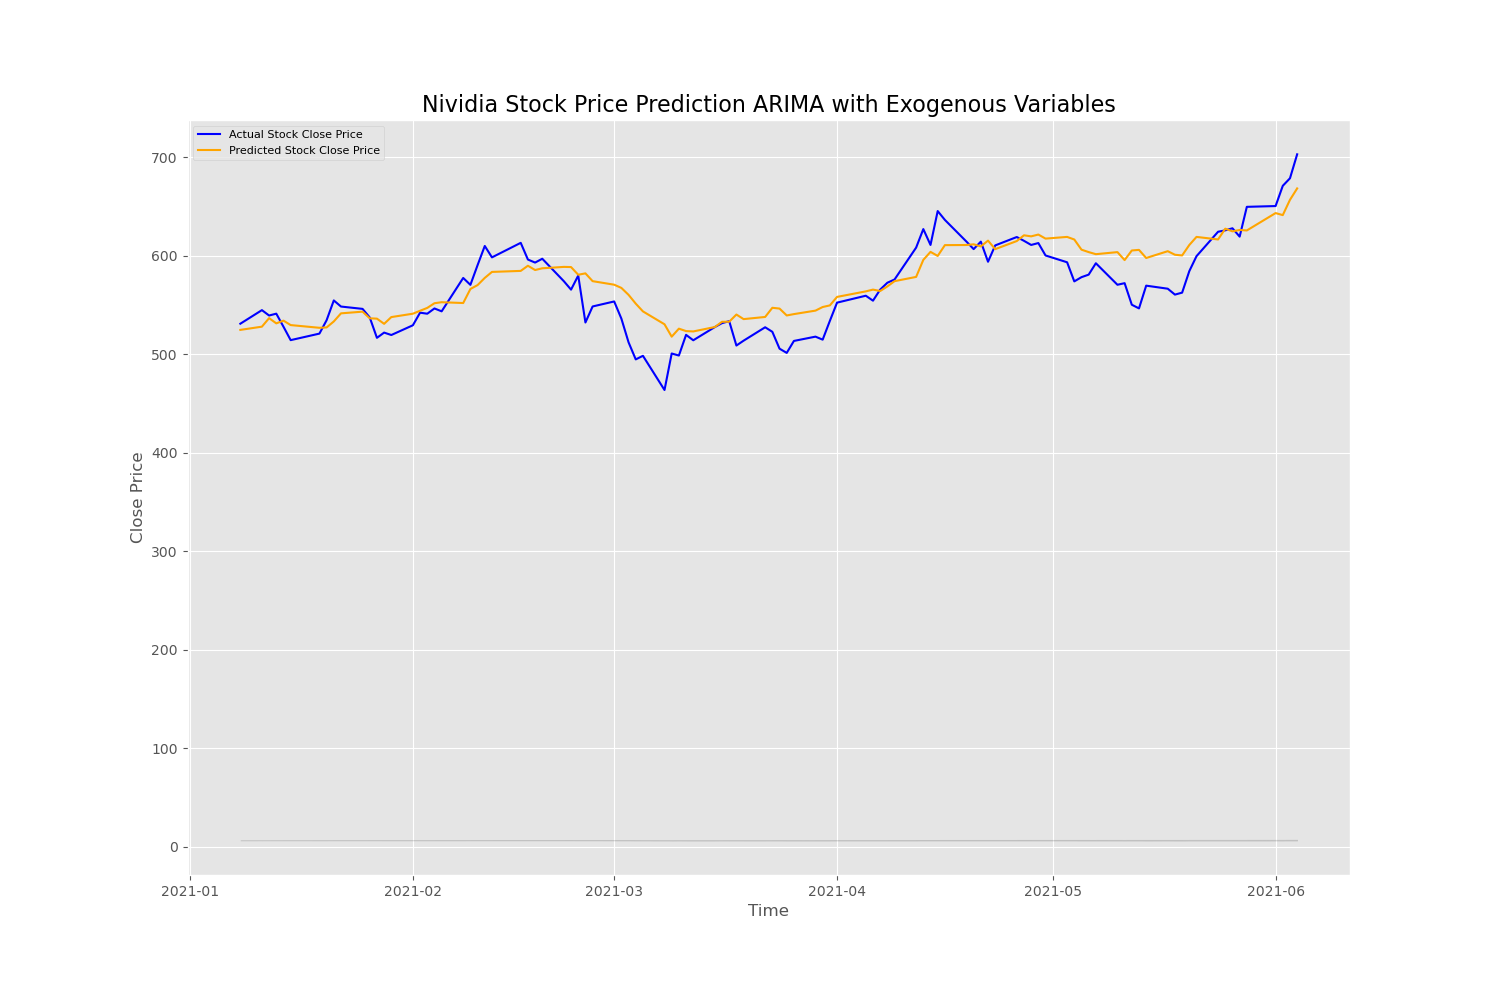 Nividia Stock Price Prediction ARIMA with Exogenous Variables
Actual Stock Close Price
Predicted Stock Close Price
700
600
500
400
300
200
100
0
Close Price
2021-01 2021-02 2021-03 2021-04 2021-05 2021-06
Time